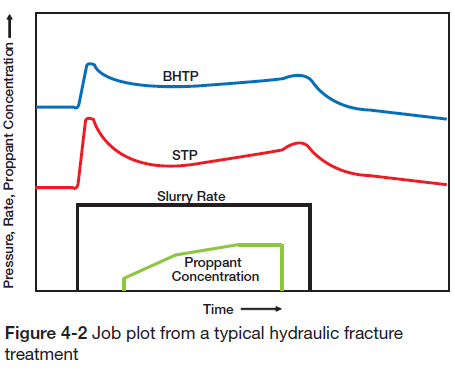 Pressure, Rate, Proppant Concentration
BHTP
STP
Slurry Rate
Proppant
Concentration
Time
Figure 4-2 Job plot from a typical hydraulic fracture
treatment